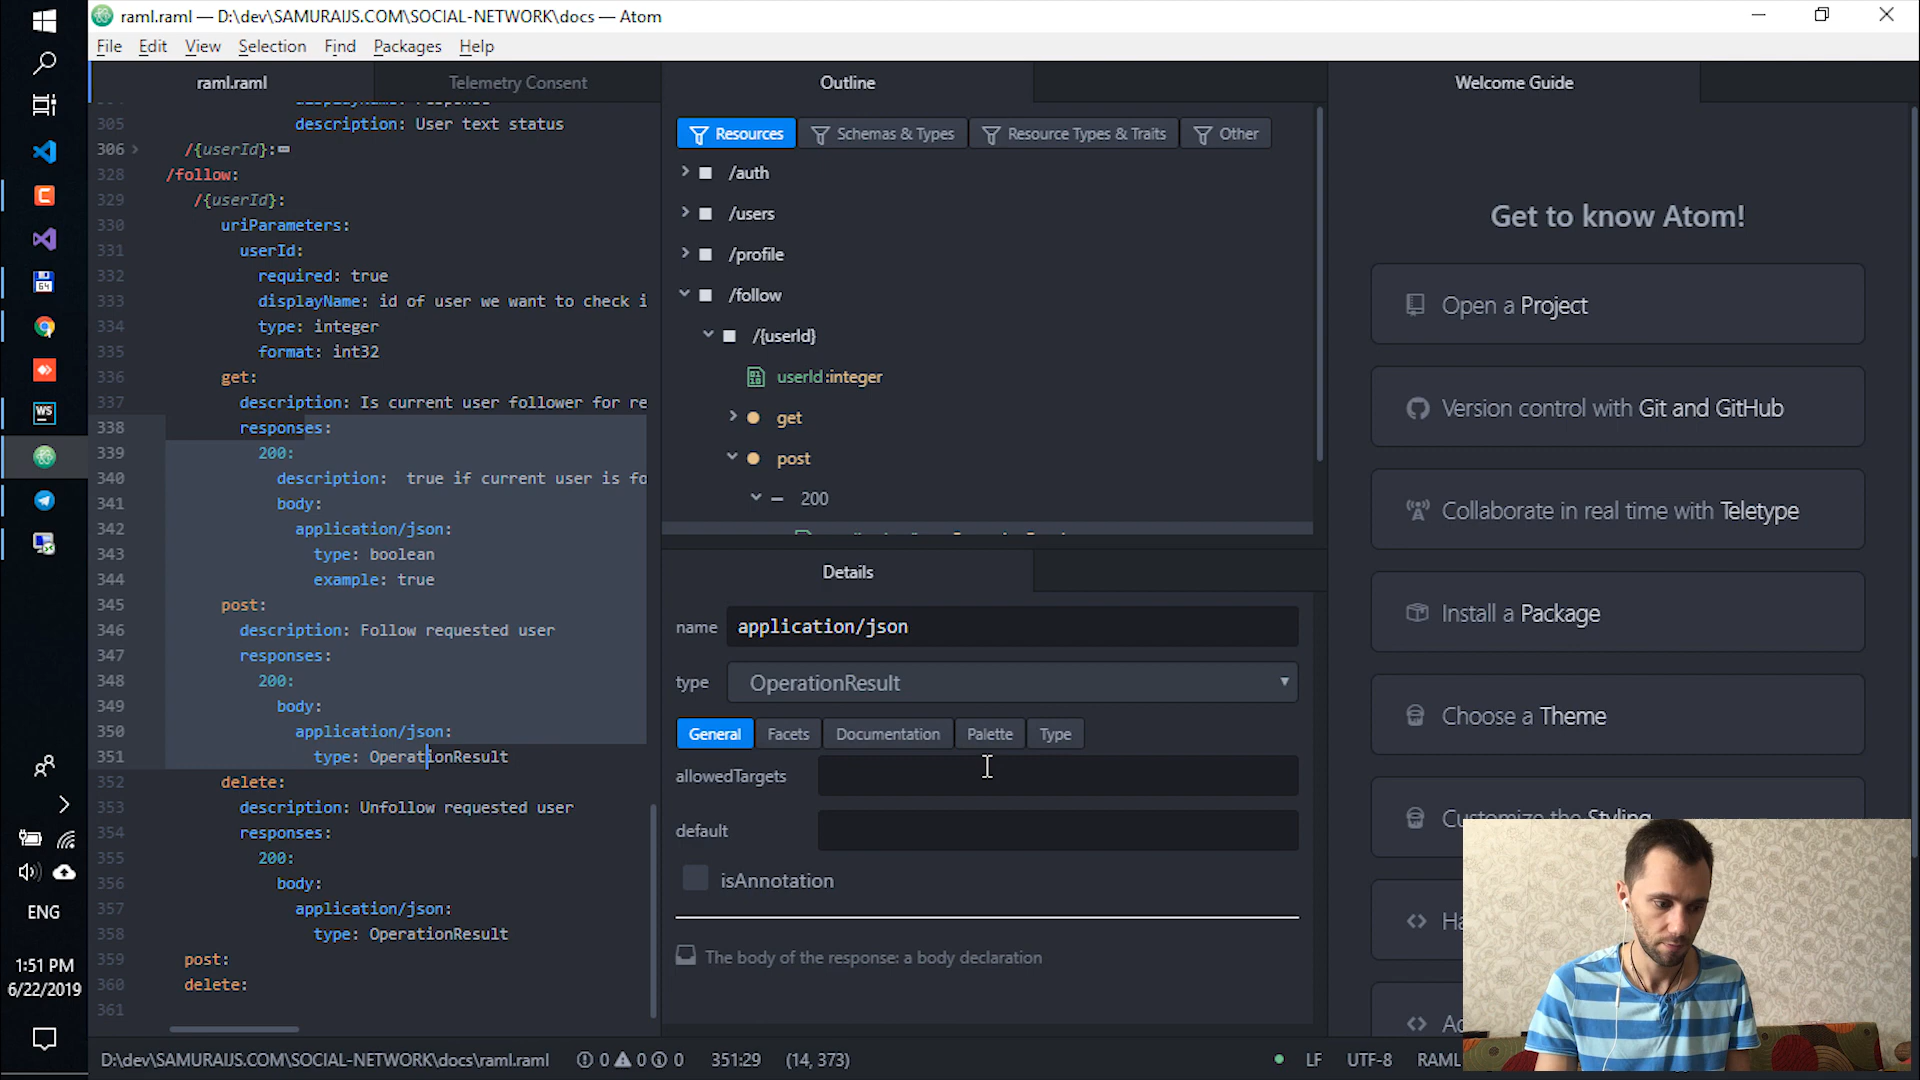 raml.raml — D:\dev\SAMURAIJS.COM\SOCIAL-NETWORK\docs — Atom
File Edit View Selection Find Packages Help
raml.raml
Telemetry Consent
305 description: User text status
306 /{userId}:
328 /follow:
329 /{userId}:
330 uriParameters:
331 userId:
332 required: true
333 displayName: id of user we want to check i
334 type: integer
335 format: int32
336 get:
337 description: Is current user follower for re
338 responses:
339 200:
340 description: true if current user is fo
341 body:
342 application/json:
343 type: boolean
344 example: true
345 post:
346 description: Follow requested user
347 responses:
348 200:
349 body:
350 application/json:
351 type: OperationResult
352 delete:
353 description: Unfollow requested user
354 responses:
355 200:
356 body:
357 application/json:
358 type: OperationResult
359 post:
360 delete:
361
Outline
Resources
Schemas & Types
Resource Types & Traits
Other
/auth
/users
/profile
/follow
/{userId}
userId:integer
get
post
200
Details
name application/json
type OperationResult
General Facets Documentation Palette Type
allowedTargets
default
isAnnotation
The body of the response: a body declaration
Welcome Guide
Get to know Atom!
Open a Project
Version control with Git and GitHub
Collaborate in real time with Teletype
Install a Package
Choose a Theme
Customize the Styling
D:\dev\SAMURAIJS.COM\SOCIAL-NETWORK\docs\raml.raml
0 0 0
351:29
(14, 373)
LF
UTF-8
RAML
64
WS
ENG
1:51 PM
6/22/2019